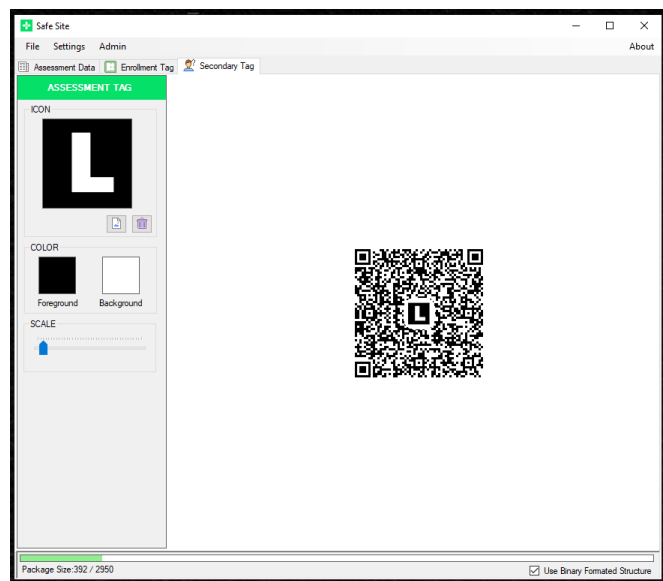 Safe Site
File Settings Admin About
Assessment Data Enrollment Tag Secondary Tag
ASSESSMENT TAG
ICON
L
COLOR
Foreground Background
SCALE
L
Package Size:392 / 2950 Use Binary Formated Structure